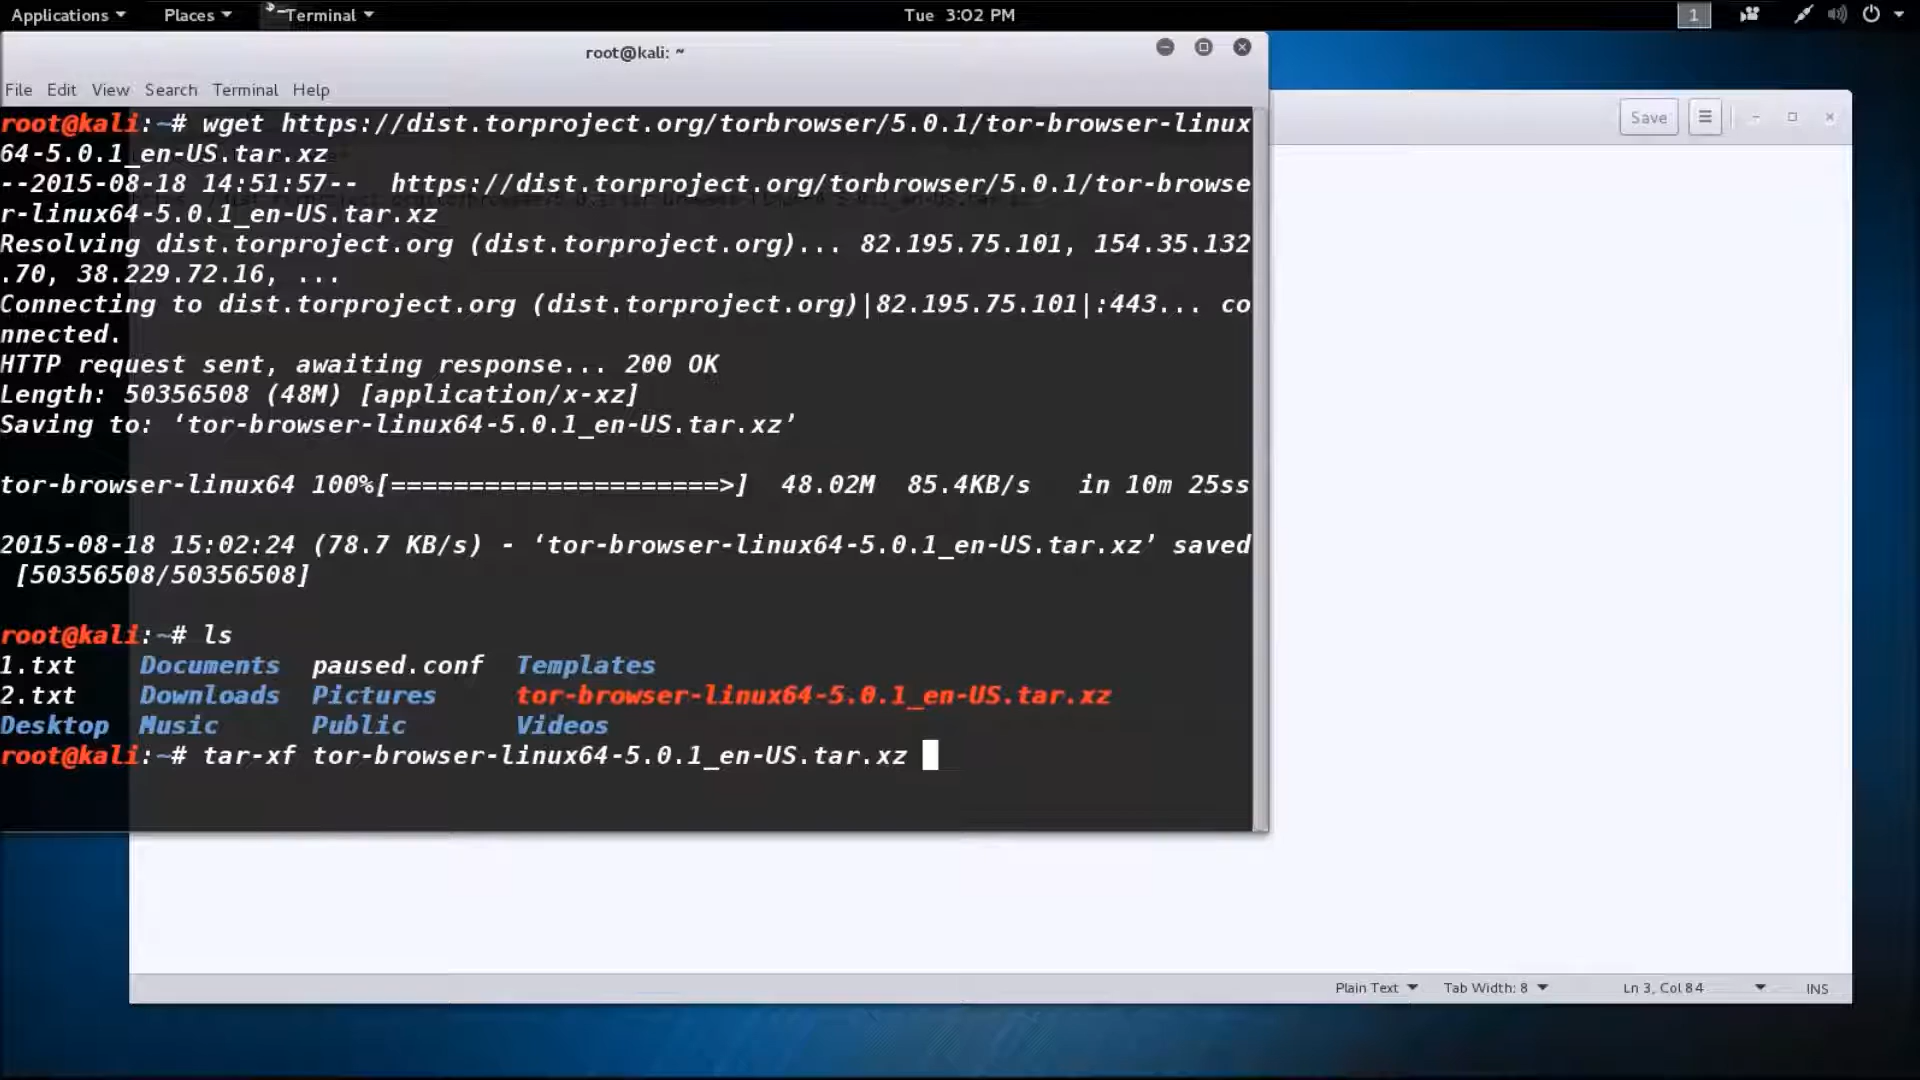 Applications Places Terminal Tue 3:02 PM 1
root@kali: ~
File Edit View Search Terminal Help
Save
root@kali:~# wget https://dist.torproject.org/torbrowser/5.0.1/tor-browser-linux
64-5.0.1_en-US.tar.xz
--2015-08-18 14:51:57-- https://dist.torproject.org/torbrowser/5.0.1/tor-browse
r-linux64-5.0.1_en-US.tar.xz
Resolving dist.torproject.org (dist.torproject.org)... 82.195.75.101, 154.35.132
.70, 38.229.72.16, ...
Connecting to dist.torproject.org (dist.torproject.org)|82.195.75.101|:443... co
nnected.
HTTP request sent, awaiting response... 200 OK
Length: 50356508 (48M) [application/x-xz]
Saving to: ‘tor-browser-linux64-5.0.1_en-US.tar.xz’
tor-browser-linux64 100%[=====================>] 48.02M 85.4KB/s in 10m 25ss
2015-08-18 15:02:24 (78.7 KB/s) - ‘tor-browser-linux64-5.0.1_en-US.tar.xz’ saved
[50356508/50356508]
root@kali:~# ls
1.txt Documents paused.conf Templates
2.txt Downloads Pictures tor-browser-linux64-5.0.1_en-US.tar.xz
Desktop Music Public Videos
root@kali:~# tar-xf tor-browser-linux64-5.0.1_en-US.tar.xz
Plain Text Tab Width: 8 Ln 3, Col 84 INS